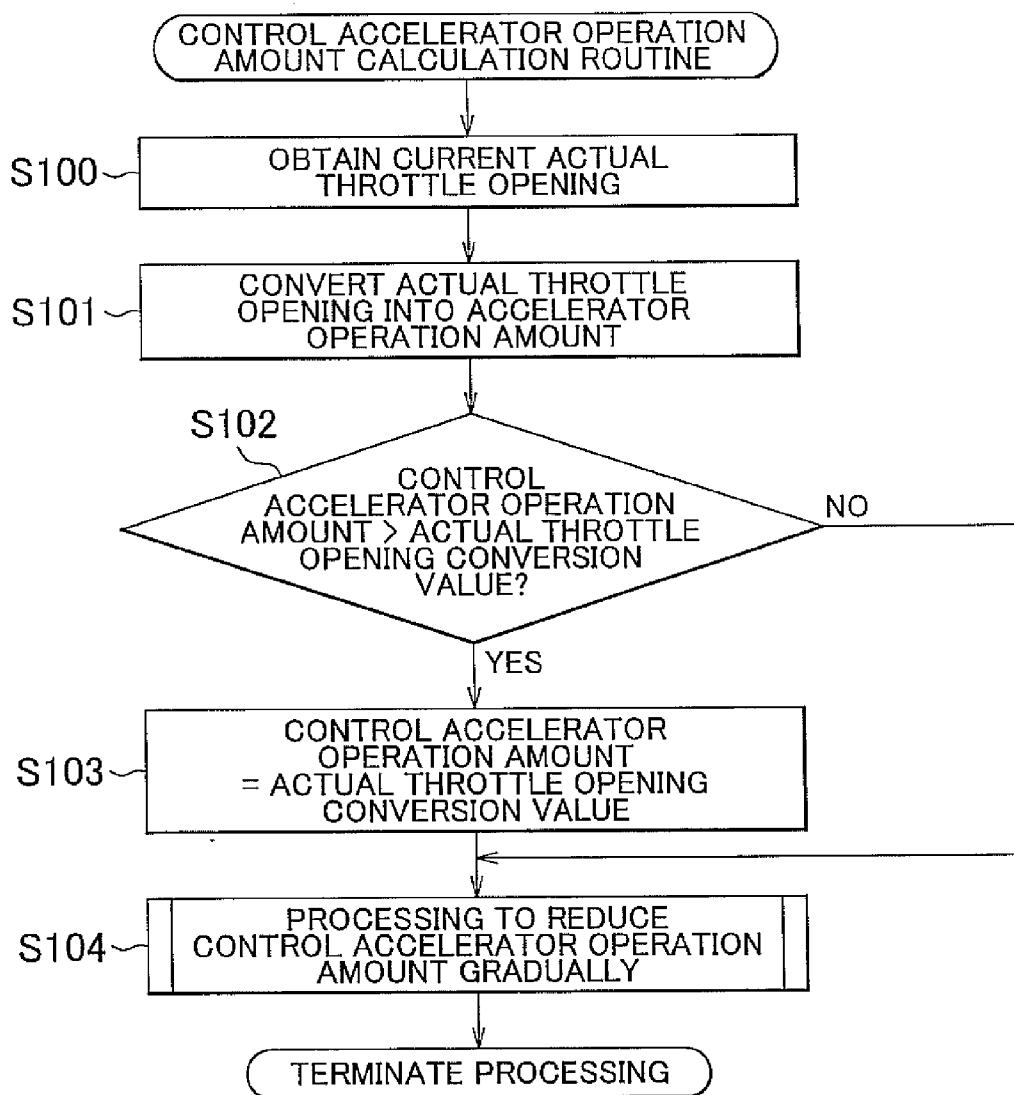 CONTROL ACCELERATOR OPERATION
AMOUNT CALCULATION ROUTINE
S100
OBTAIN CURRENT ACTUAL
THROTTLE OPENING
S101
CONVERT ACTUAL THROTTLE
OPENING INTO ACCELERATOR
OPERATION AMOUNT
S102
CONTROL
ACCELERATOR OPERATION
AMOUNT > ACTUAL THROTTLE
OPENING CONVERSION
VALUE?
NO
YES
S103
CONTROL ACCELERATOR
OPERATION AMOUNT
= ACTUAL THROTTLE OPENING
CONVERSION VALUE
S104
PROCESSING TO REDUCE
CONTROL ACCELERATOR OPERATION
AMOUNT GRADUALLY
TERMINATE PROCESSING